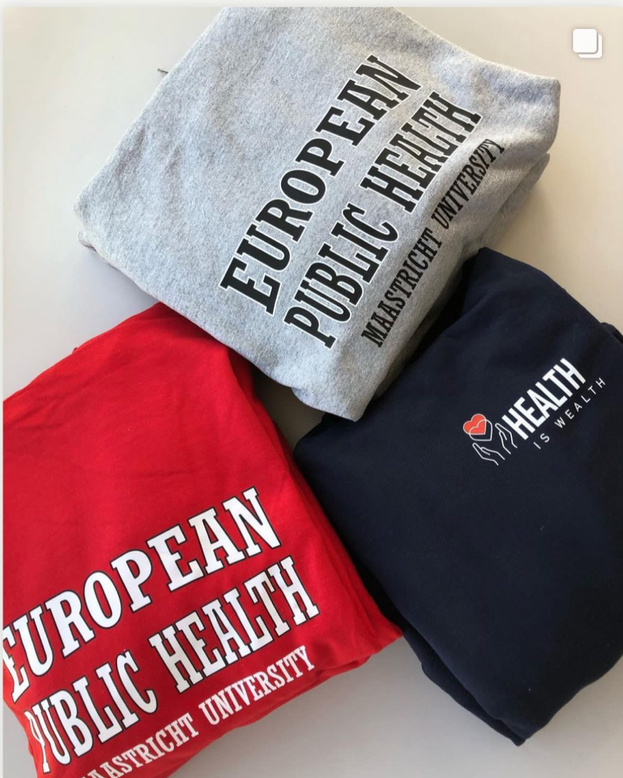 EUROPEAN
PUBLIC HEALTH
MAASTRICHT UNIVERSITY
HEALTH
IS WEALTH
EUROPEAN
PUBLIC HEALTH
MAASTRICHT UNIVERSITY